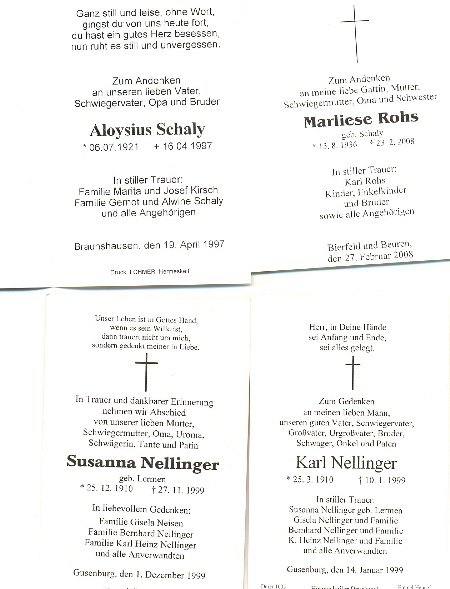 Ganz still und leise, ohne Wort,
gingst du von uns heute fort,
du hast ein gutes Herz besessen,
nun ruht es still und unvergessen.
Zum Andenken
an unseren lieben Vater,
Schwiegervater, Opa und Bruder
Aloysius Schaly
* 06.07.1921 + 16.04.1997
In stiller Trauer:
Familie Marita und Josef Kirsch
Familie Gernot und Alwine Schaly
und alle Angehörigen
Braunshausen, den 19. April 1997
Druck: LOHMER, Hermeskeil
Zum Andenken
an meine liebe Gattin, Mutter,
Schwiegermutter, Oma und Schwester
Marliese Rohs
geb. Schaly
* 15. 8. 1936 † 23. 2. 2008
In stiller Trauer:
Karl Rohs
Kinder, Enkelkinder
und Bruder
sowie alle Angehörigen
Bierfeld und Beuren,
den 27. Februar 2008
Unser Leben ist in Gottes Hand,
wenn es sein Wille ist,
dann trauert nicht um mich,
sondern gedenkt meiner in Liebe.
In Trauer und dankbarer Erinnerung
nehmen wir Abschied
von unserer lieben Mutter,
Schwiegermutter, Oma, Uroma,
Schwägerin, Tante und Patin
Susanna Nellinger
geb. Lermen
* 25. 12. 1910 † 27. 11. 1999
In liebevollem Gedenken:
Familie Gisela Neisen
Familie Bernhard Nellinger
Familie Karl Heinz Nellinger
und alle Anverwandten
Gusenburg, den 1. Dezember 1999
Herr, in Deine Hände
sei Anfang und Ende,
sei alles gelegt.
Zum Gedenken
an meinen lieben Mann,
unseren guten Vater, Schwiegervater,
Großvater, Urgroßvater, Bruder,
Schwager, Onkel und Paten
Karl Nellinger
* 25. 3. 1910 † 10. 1. 1999
In stiller Trauer:
Susanna Nellinger geb. Lermen
Gisela Nellinger und Familie
Bernhard Nellinger und Familie
K. Heinz Nellinger und Familie
und alle Anverwandten
Gusenburg, den 14. Januar 1999